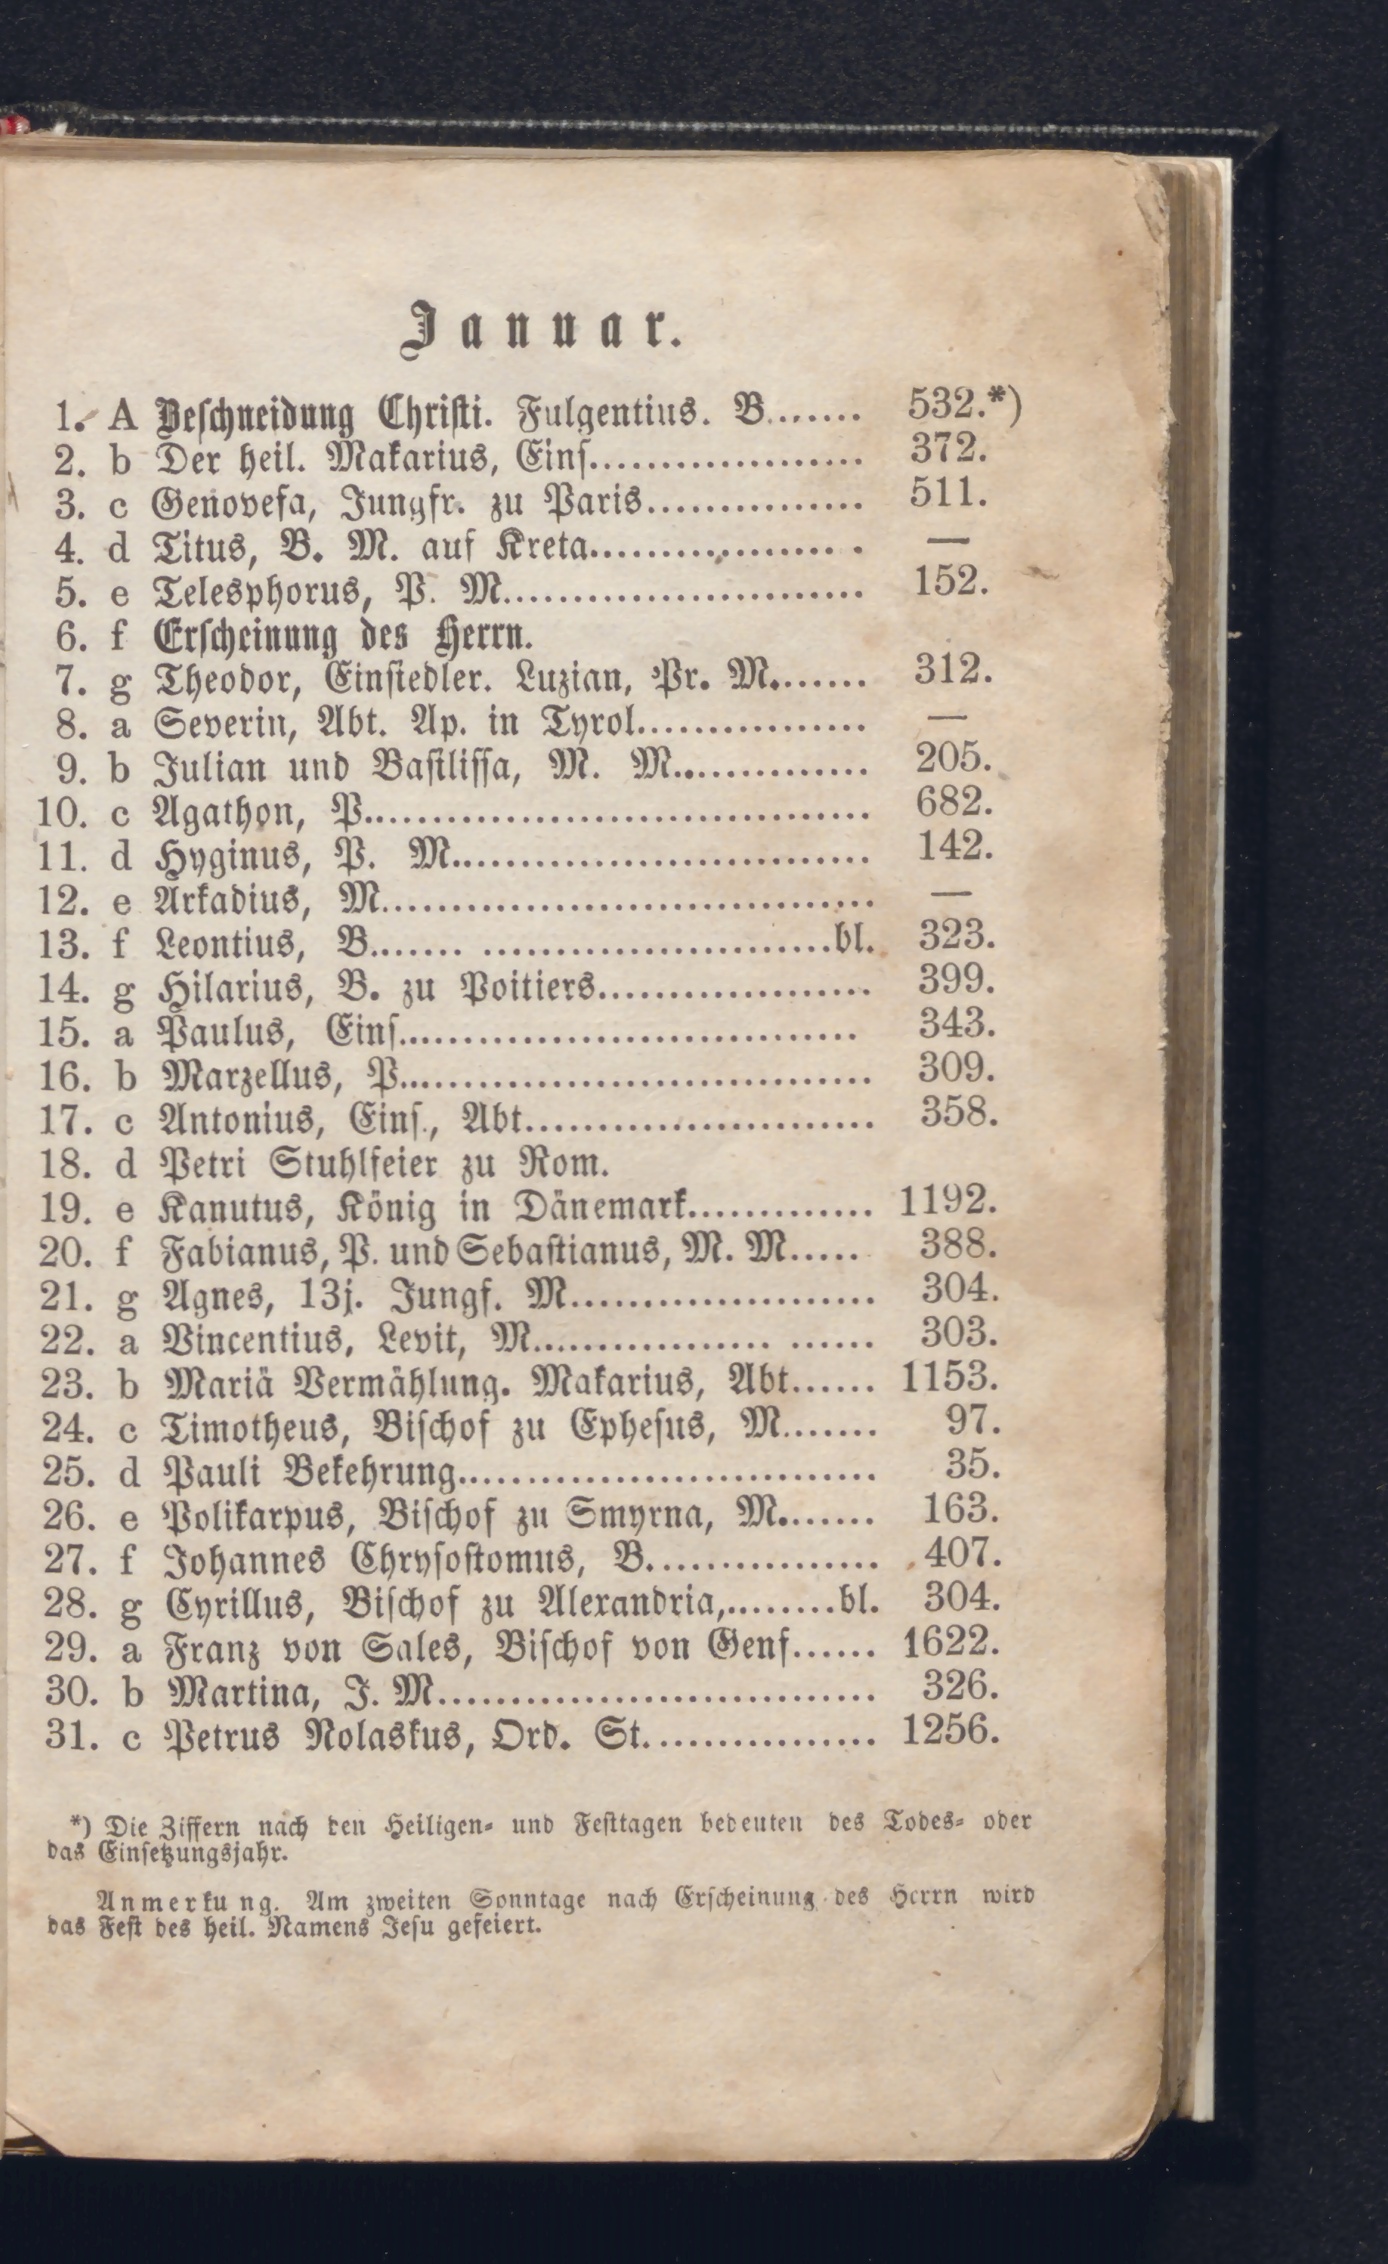 Januar.
1. A Beſchneidung Chriſti. Fulgentius. B....... 532.*)
2. b Der heil. Makarius, Einſ................... 372.
3. c Genovefa, Jungfr. zu Paris............... 511.
4. d Titus, B. M. auf Kreta................... —
5. e Telesphorus, P. M.......................... 152.
6. f Erſcheinung des Herrn.
7. g Theodor, Einſiedler. Luzian, Pr. M....... 312.
8. a Severin, Abt. Ap. in Tyrol................ —
9. b Julian und Baſiliſſa, M. M.............. 205.
10. c Agathon, P.................................... 682.
11. d Hyginus, P. M.............................. 142.
12. e Arkadius, M................................... —
13. f Leontius, B....... .........................bl. 323.
14. g Hilarius, B. zu Poitiers................... 399.
15. a Paulus, Einſ................................ 343.
16. b Marzellus, P................................. 309.
17. c Antonius, Einſ., Abt......................... 358.
18. d Petri Stuhlfeier zu Rom.
19. e Kanutus, König in Dänemark............. 1192.
20. f Fabianus, P. und Sebaſtianus, M. M..... 388.
21. g Agnes, 13j. Jungf. M...................... 304.
22. a Vincentius, Levit, M................. ...... 303.
23. b Mariä Vermählung. Makarius, Abt...... 1153.
24. c Timotheus, Biſchof zu Epheſus, M....... 97.
25. d Pauli Bekehrung.............................. 35.
26. e Polikarpus, Biſchof zu Smyrna, M....... 163.
27. f Johannes Chryſoſtomus, B................. 407.
28. g Cyrillus, Biſchof zu Alexandria,........bl. 304.
29. a Franz von Sales, Biſchof von Genf...... 1622.
30. b Martina, J. M............................... 326.
31. c Petrus Nolaskus, Ord. St................. 1256.
*) Die Ziffern nach den Heiligen- und Feſttagen bedeuten des Todes- oder
das Einſetzungsjahr.
Anmerkung. Am zweiten Sonntage nach Erſcheinung des Herrn wird
das Feſt des heil. Namens Jeſu gefeiert.